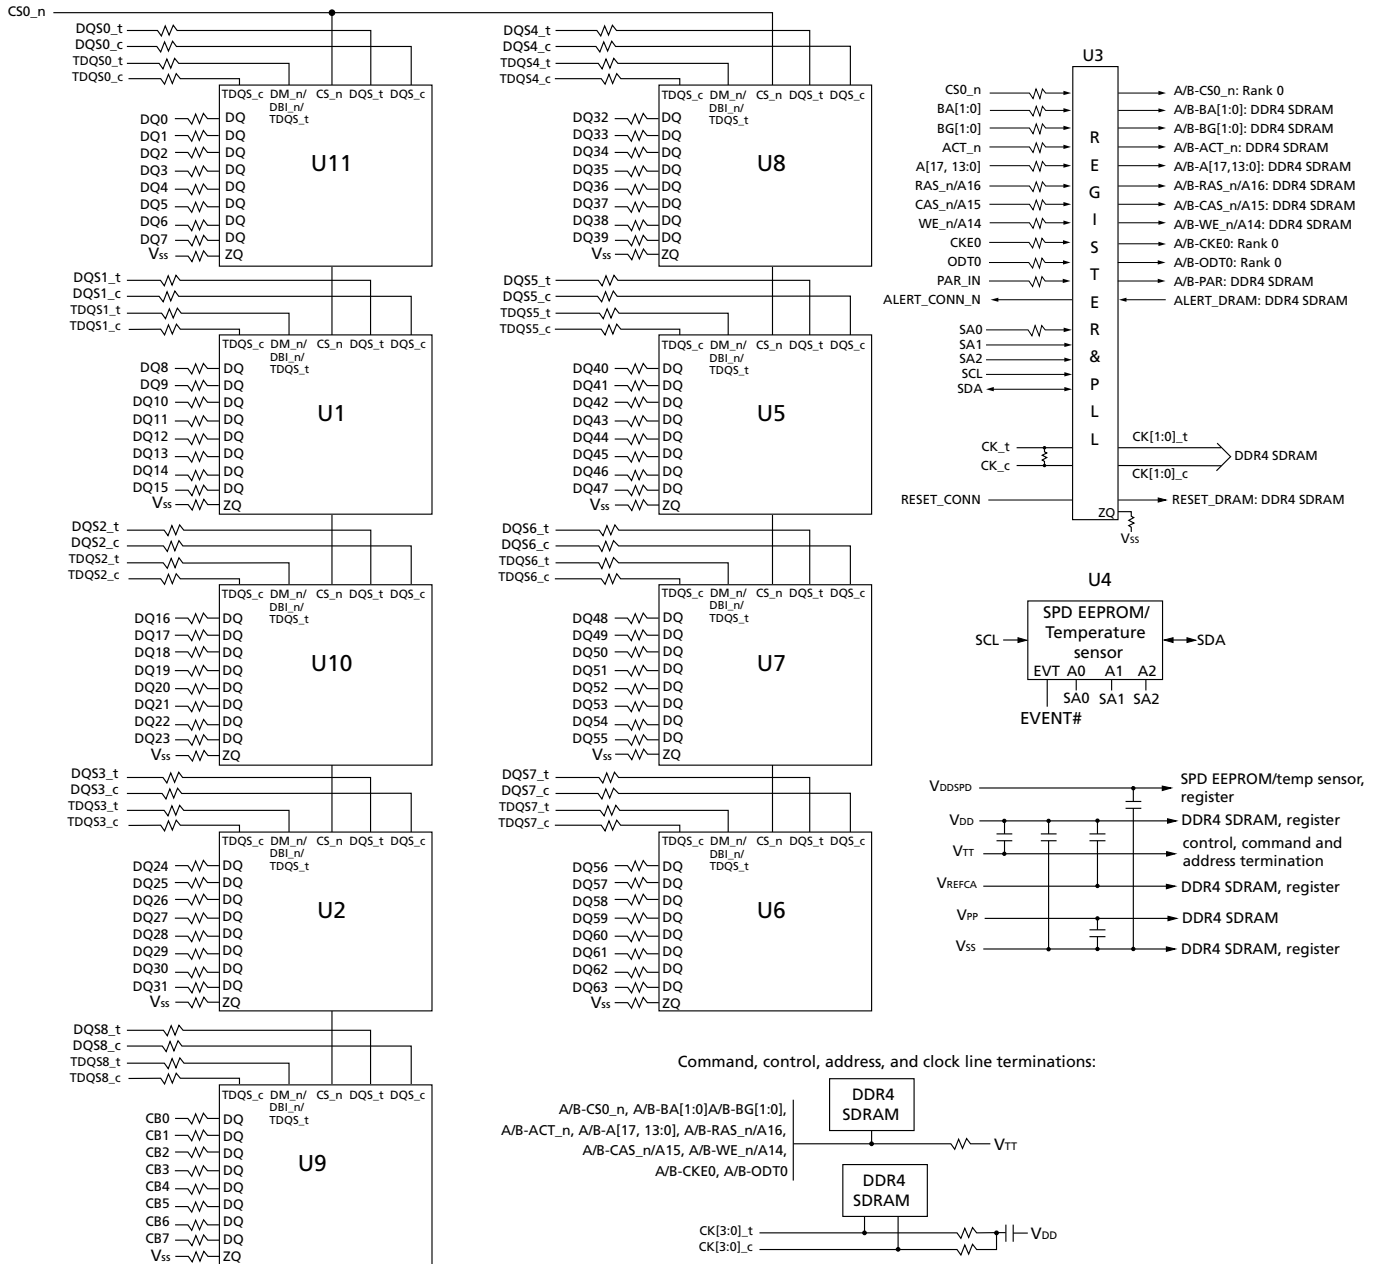 CS0_n
DQS0_t
DQS0_c
TDQS0_t
TDQS0_c
TDQS_c DM_n/ CS_n DQS_t DQS_c
DBI_n/
TDQS_t
DQ0 DQ
DQ1 DQ
DQ2 DQ
DQ3 DQ
DQ4 DQ
DQ5 DQ
DQ6 DQ
DQ7 DQ
Vss ZQ
U11
DQS1_t
DQS1_c
TDQS1_t
TDQS1_c
TDQS_c DM_n/ CS_n DQS_t DQS_c
DBI_n/
TDQS_t
DQ8 DQ
DQ9 DQ
DQ10 DQ
DQ11 DQ
DQ12 DQ
DQ13 DQ
DQ14 DQ
DQ15 DQ
Vss ZQ
U1
DQS2_t
DQS2_c
TDQS2_t
TDQS2_c
TDQS_c DM_n/ CS_n DQS_t DQS_c
DBI_n/
TDQS_t
DQ16 DQ
DQ17 DQ
DQ18 DQ
DQ19 DQ
DQ20 DQ
DQ21 DQ
DQ22 DQ
DQ23 DQ
Vss ZQ
U10
DQS3_t
DQS3_c
TDQS3_t
TDQS3_c
TDQS_c DM_n/ CS_n DQS_t DQS_c
DBI_n/
TDQS_t
DQ24 DQ
DQ25 DQ
DQ26 DQ
DQ27 DQ
DQ28 DQ
DQ29 DQ
DQ30 DQ
DQ31 DQ
Vss ZQ
U2
DQS8_t
DQS8_c
TDQS8_t
TDQS8_c
TDQS_c DM_n/ CS_n DQS_t DQS_c
DBI_n/
TDQS_t
CB0 DQ
CB1 DQ
CB2 DQ
CB3 DQ
CB4 DQ
CB5 DQ
CB6 DQ
CB7 DQ
Vss ZQ
U9
DQS4_t
DQS4_c
TDQS4_t
TDQS4_c
TDQS_c DM_n/ CS_n DQS_t DQS_c
DBI_n/
TDQS_t
DQ32 DQ
DQ33 DQ
DQ34 DQ
DQ35 DQ
DQ36 DQ
DQ37 DQ
DQ38 DQ
DQ39 DQ
Vss ZQ
U8
DQS5_t
DQS5_c
TDQS5_t
TDQS5_c
TDQS_c DM_n/ CS_n DQS_t DQS_c
DBI_n/
TDQS_t
DQ40 DQ
DQ41 DQ
DQ42 DQ
DQ43 DQ
DQ44 DQ
DQ45 DQ
DQ46 DQ
DQ47 DQ
Vss ZQ
U5
DQS6_t
DQS6_c
TDQS6_t
TDQS6_c
TDQS_c DM_n/ CS_n DQS_t DQS_c
DBI_n/
TDQS_t
DQ48 DQ
DQ49 DQ
DQ50 DQ
DQ51 DQ
DQ52 DQ
DQ53 DQ
DQ54 DQ
DQ55 DQ
Vss ZQ
U7
DQS7_t
DQS7_c
TDQS7_t
TDQS7_c
TDQS_c DM_n/ CS_n DQS_t DQS_c
DBI_n/
TDQS_t
DQ56 DQ
DQ57 DQ
DQ58 DQ
DQ59 DQ
DQ60 DQ
DQ61 DQ
DQ62 DQ
DQ63 DQ
Vss ZQ
U6
U3
REGISTER & PLL
CS0_n A/B-CS0_n: Rank 0
BA[1:0] A/B-BA[1:0]: DDR4 SDRAM
BG[1:0] A/B-BG[1:0]: DDR4 SDRAM
ACT_n A/B-ACT_n: DDR4 SDRAM
A[17, 13:0] A/B-A[17,13:0]: DDR4 SDRAM
RAS_n/A16 A/B-RAS_n/A16: DDR4 SDRAM
CAS_n/A15 A/B-CAS_n/A15: DDR4 SDRAM
WE_n/A14 A/B-WE_n/A14: DDR4 SDRAM
CKE0 A/B-CKE0: Rank 0
ODT0 A/B-ODT0: Rank 0
PAR_IN A/B-PAR: DDR4 SDRAM
ALERT_CONN_N ALERT_DRAM: DDR4 SDRAM
SA0
SA1
SA2
SCL
SDA
CK_t CK[1:0]_t
DDR4 SDRAM
CK_c CK[1:0]_c
RESET_CONN RESET_DRAM: DDR4 SDRAM
ZQ
Vss
U4
SPD EEPROM/
Temperature
sensor
SCL SDA
EVT A0 A1 A2
SA0 SA1 SA2
EVENT#
VDDSPD SPD EEPROM/temp sensor,
register
VDD DDR4 SDRAM, register
VTT control, command and
address termination
VREFCA DDR4 SDRAM, register
VPP DDR4 SDRAM
VSS DDR4 SDRAM, register
Command, control, address, and clock line terminations:
DDR4
SDRAM
A/B-CS0_n, A/B-BA[1:0]A/B-BG[1:0],
A/B-ACT_n, A/B-A[17, 13:0], A/B-RAS_n/A16,
A/B-CAS_n/A15, A/B-WE_n/A14,
A/B-CKE0, A/B-ODT0
VTT
DDR4
SDRAM
CK[3:0]_t
CK[3:0]_c
VDD